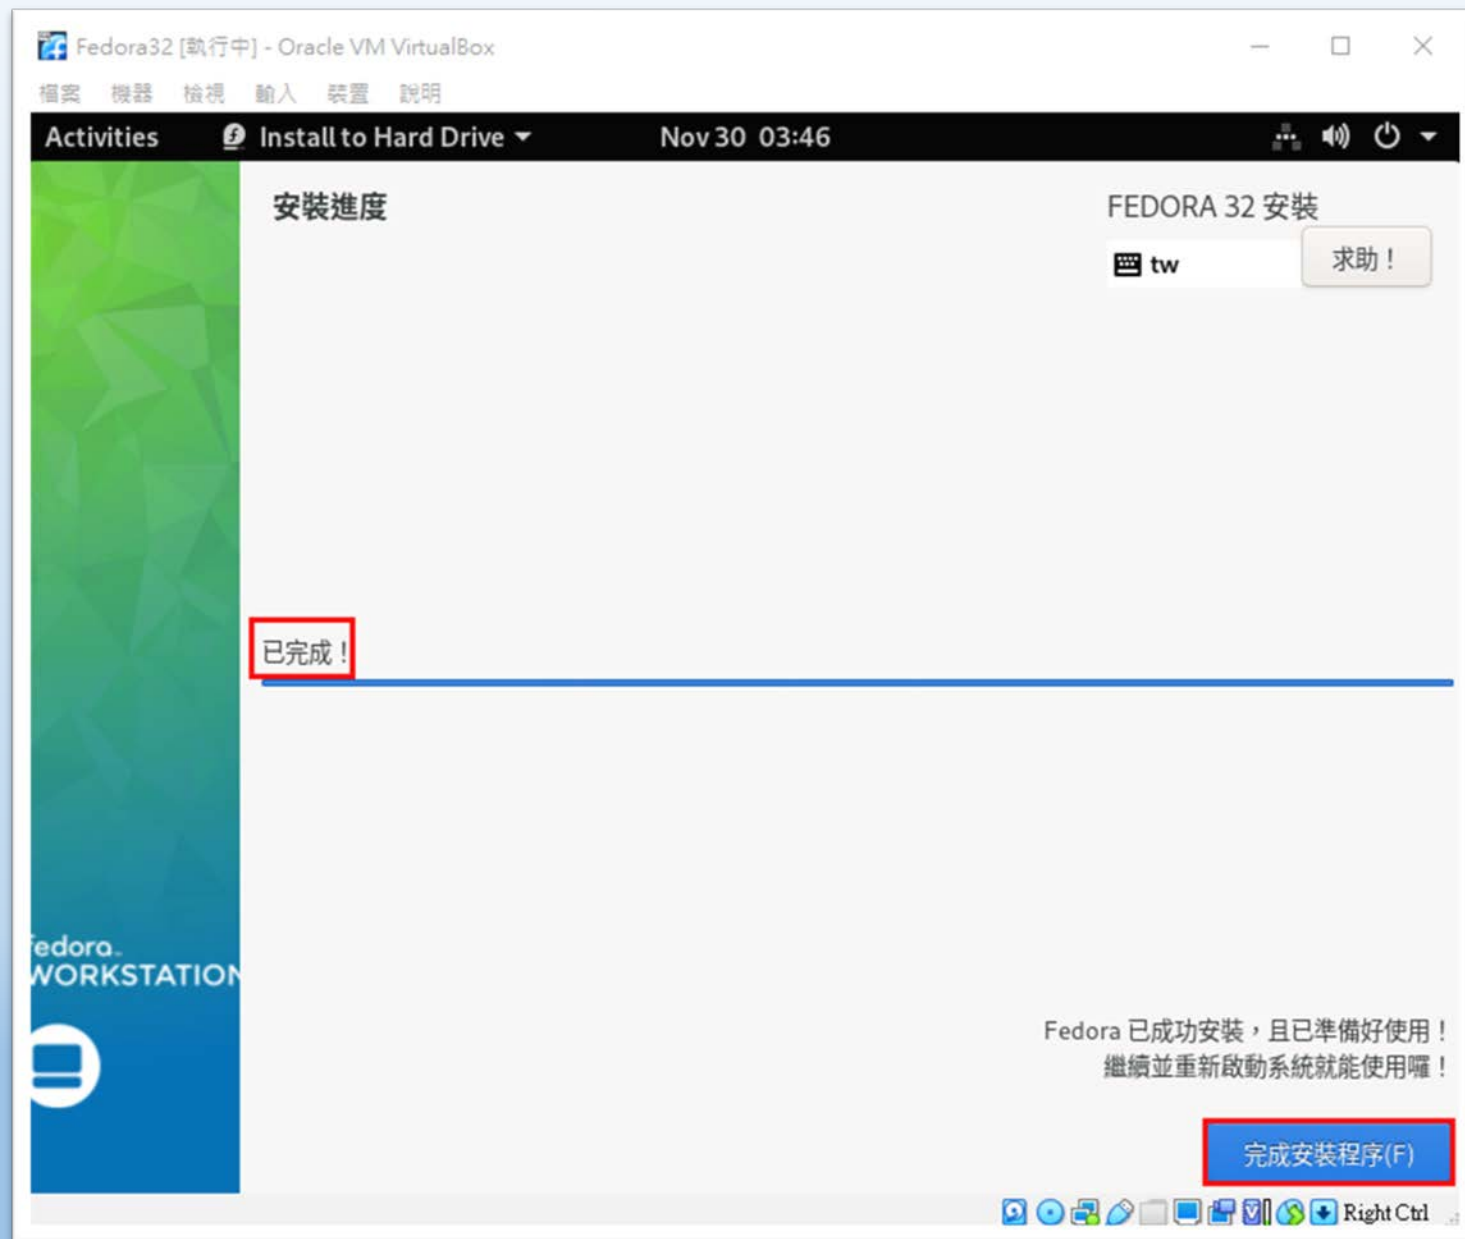 Fedora32 [執行中] - Oracle VM VirtualBox
檔案 機器 檢視 輸入 裝置 說明
Activities Install to Hard Drive Nov 30 03:46
安裝進度
FEDORA 32 安裝
tw
求助！
已完成！
fedora
WORKSTATION
Fedora 已成功安裝，且已準備好使用！
繼續並重新啟動系統就能使用囉！
完成安裝程序(F)
Right Ctrl